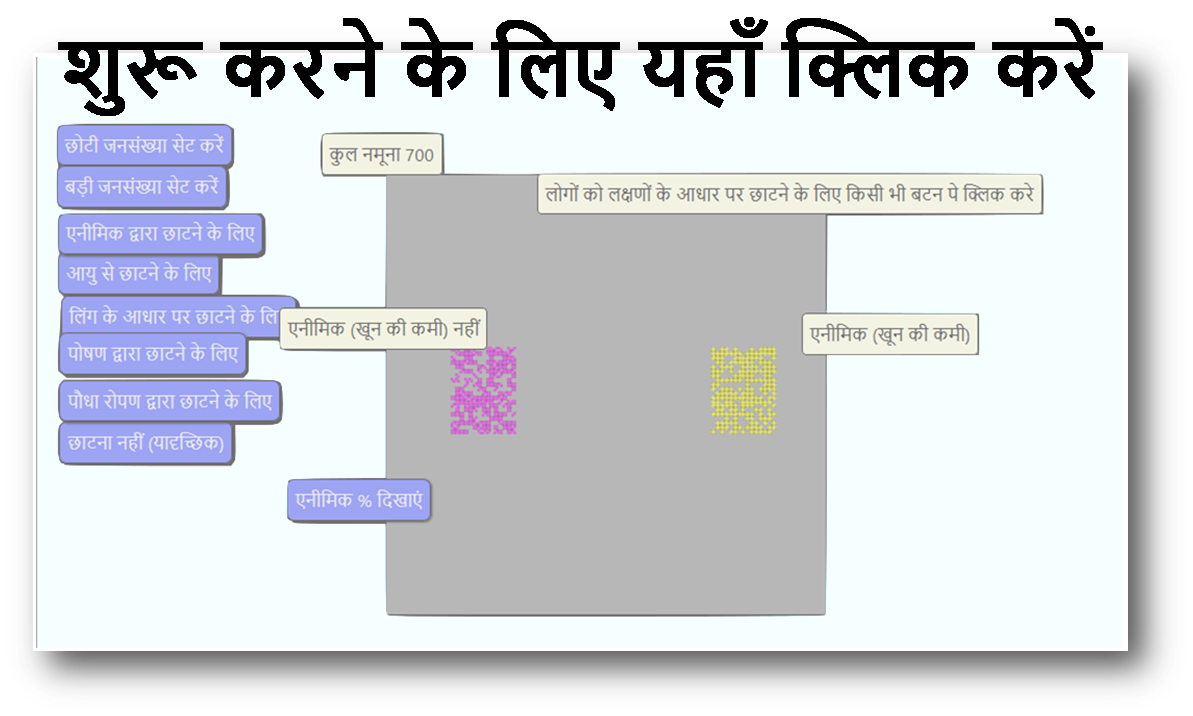 शुरू करने के लिए यहाँ क्लिक करें
छोटी जनसंख्या सेट करें
बड़ी जनसंख्या सेट करें
एनीमिक द्वारा छाटने के लिए
आयु से छाटने के लिए
लिंग के आधार पर छाटने के लि
पोषण द्वारा छाटने के लिए
पौधा रोपण द्वारा छाटने के लिए
छाटना नहीं (यादृच्छिक)
कुल नमूना 700
लोगों को लक्षणों के आधार पर छाटने के लिए किसी भी बटन पे क्लिक करे
एनीमिक (खून की कमी) नहीं
एनीमिक (खून की कमी)
एनीमिक % दिखाएं